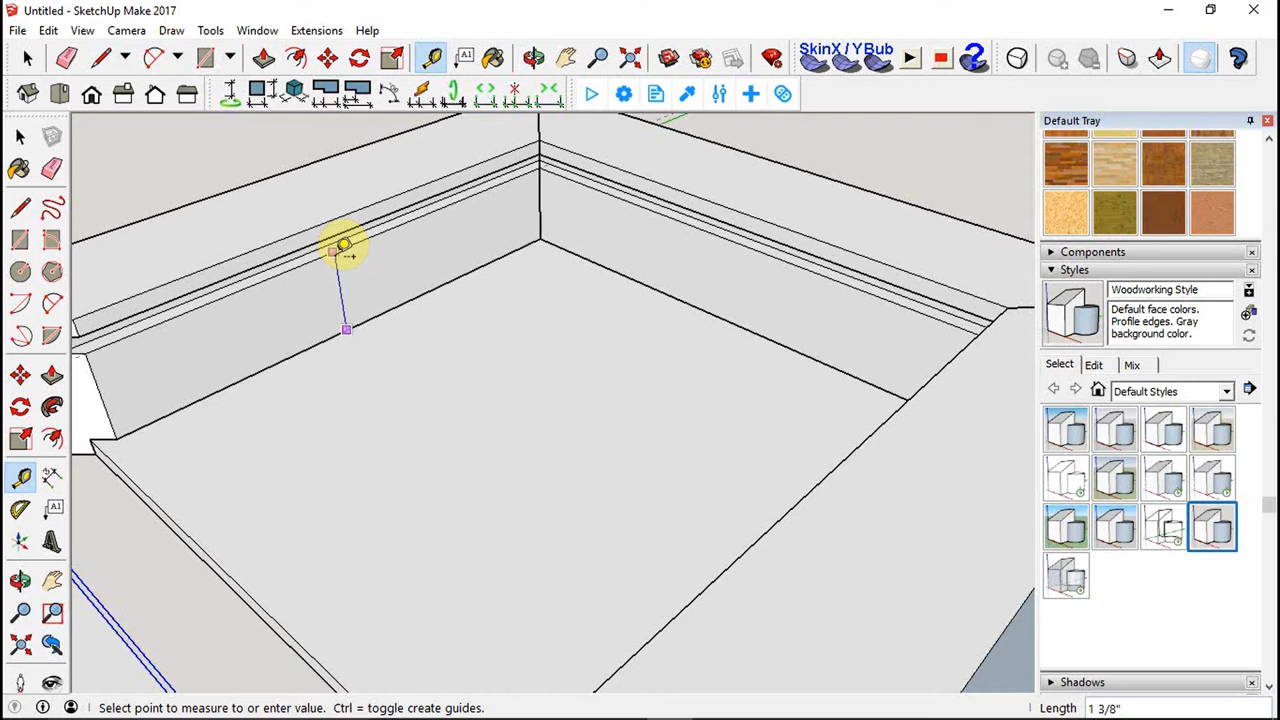 Untitled - SketchUp Make 2017
File Edit View Camera Draw Tools Window Extensions Help
A1
SkinX / YBub
Default Tray
Components
Styles
Woodworking Style
Default face colors.
Profile edges. Gray
background color.
Select Edit Mix
Default Styles
A1
Shadows
Select point to measure to or enter value. Ctrl = toggle create guides.
Length 1 3/8"